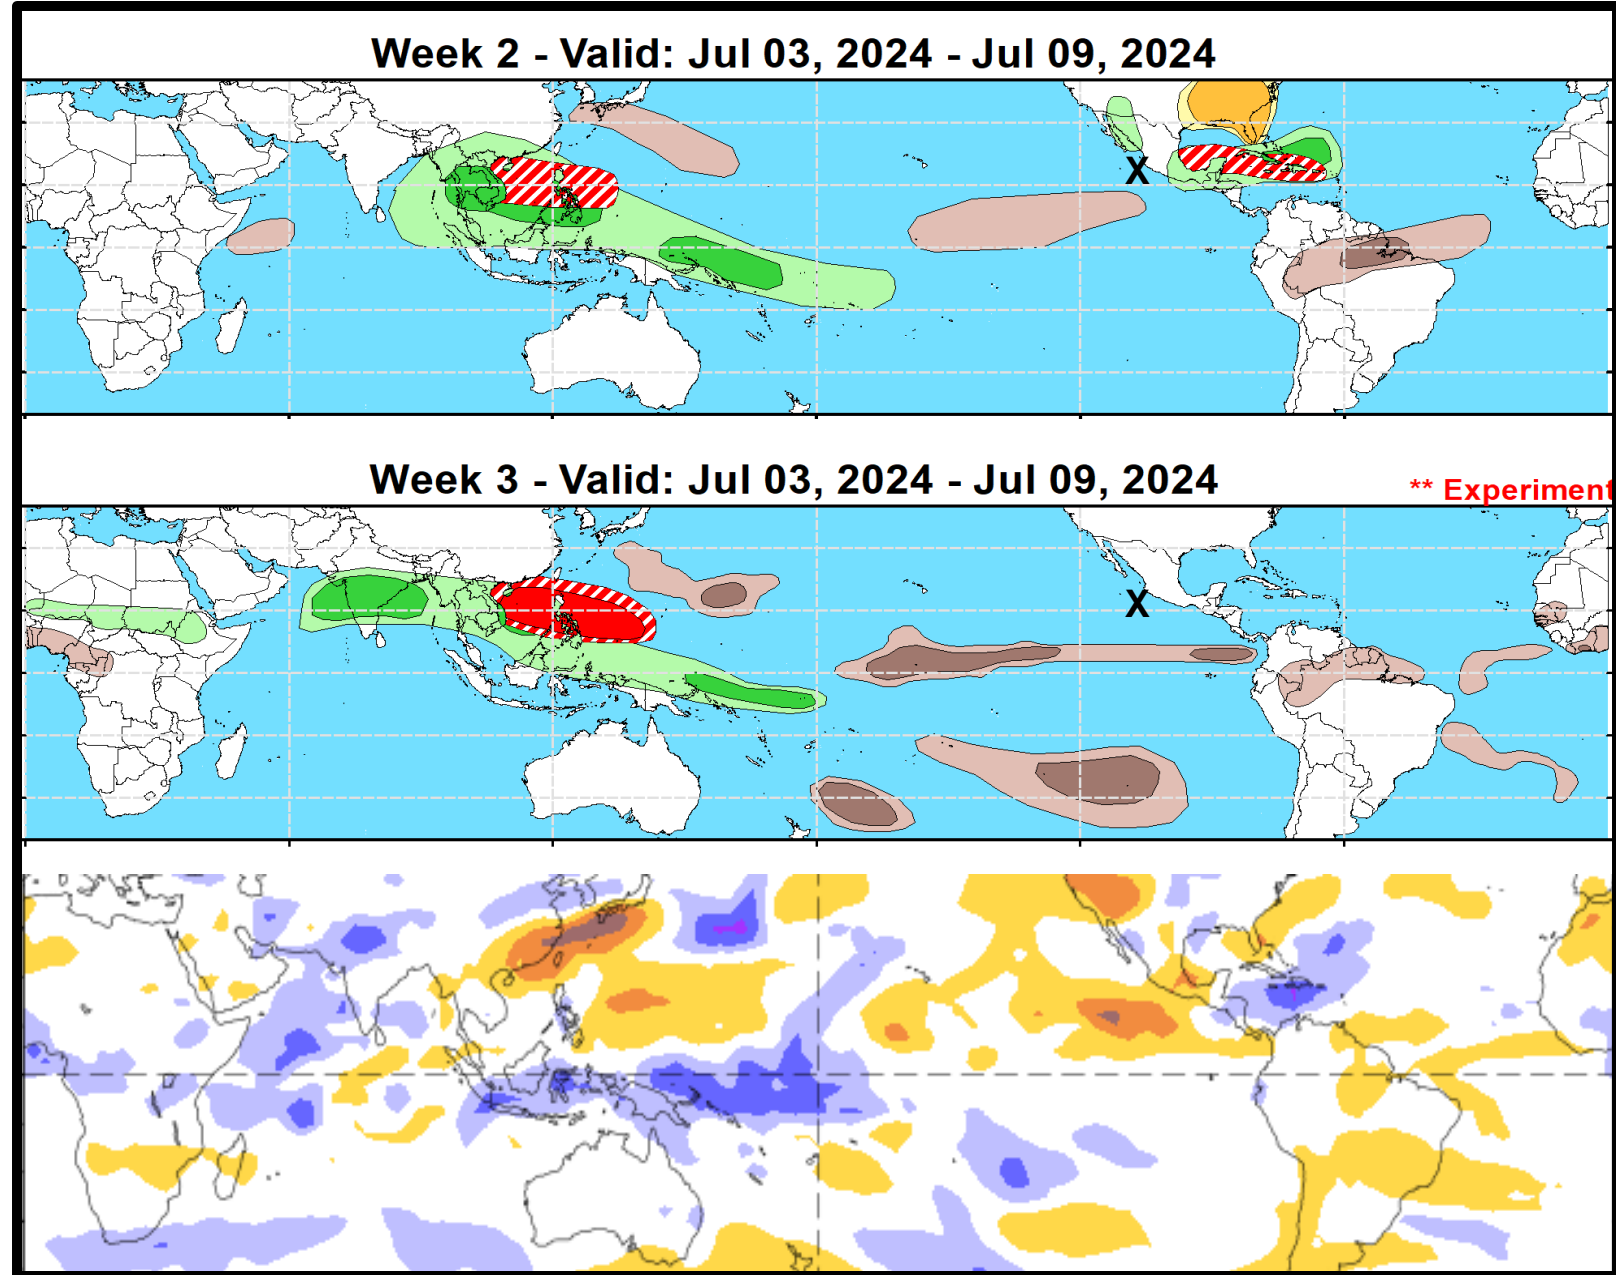 Week 2 - Valid: Jul 03, 2024 - Jul 09, 2024
X
Week 3 - Valid: Jul 03, 2024 - Jul 09, 2024
** Experiment
X